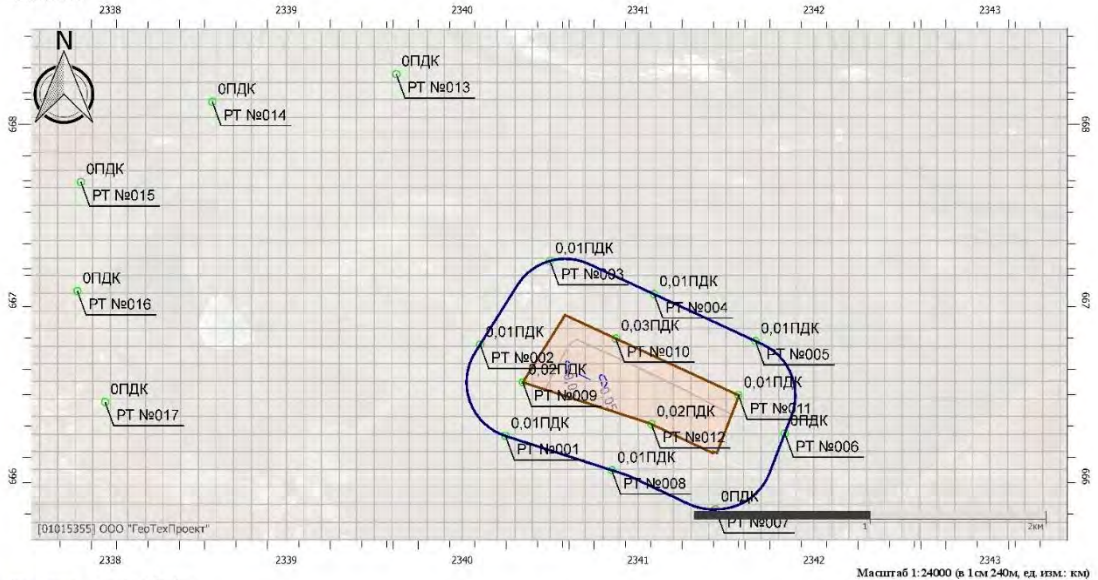 2338 2339 2340 2341 2342 2343
N
0ПДК
РТ №013
0ПДК
РТ №014
668 668
0ПДК
РТ №015
0,01ПДК
РТ №003
0ПДК
РТ №016
0,01ПДК
РТ №004
667 667
0,01ПДК
РТ №002
0,03ПДК
РТ №010
0,01ПДК
РТ №005
0,02ПДК
РТ №009
0,01ПДК
РТ №011
0ПДК
РТ №017
0,02ПДК
РТ №012
0ПДК
РТ №006
0,01ПДК
РТ №001
0,01ПДК
РТ №008
666 666
0ПДК
РТ №007
[01015355] ООО "ГеоТехПроект"
1 2км
2338 2339 2340 2341 2342 2343
Масштаб 1:24000 (в 1см 240м, ед. изм.: км)